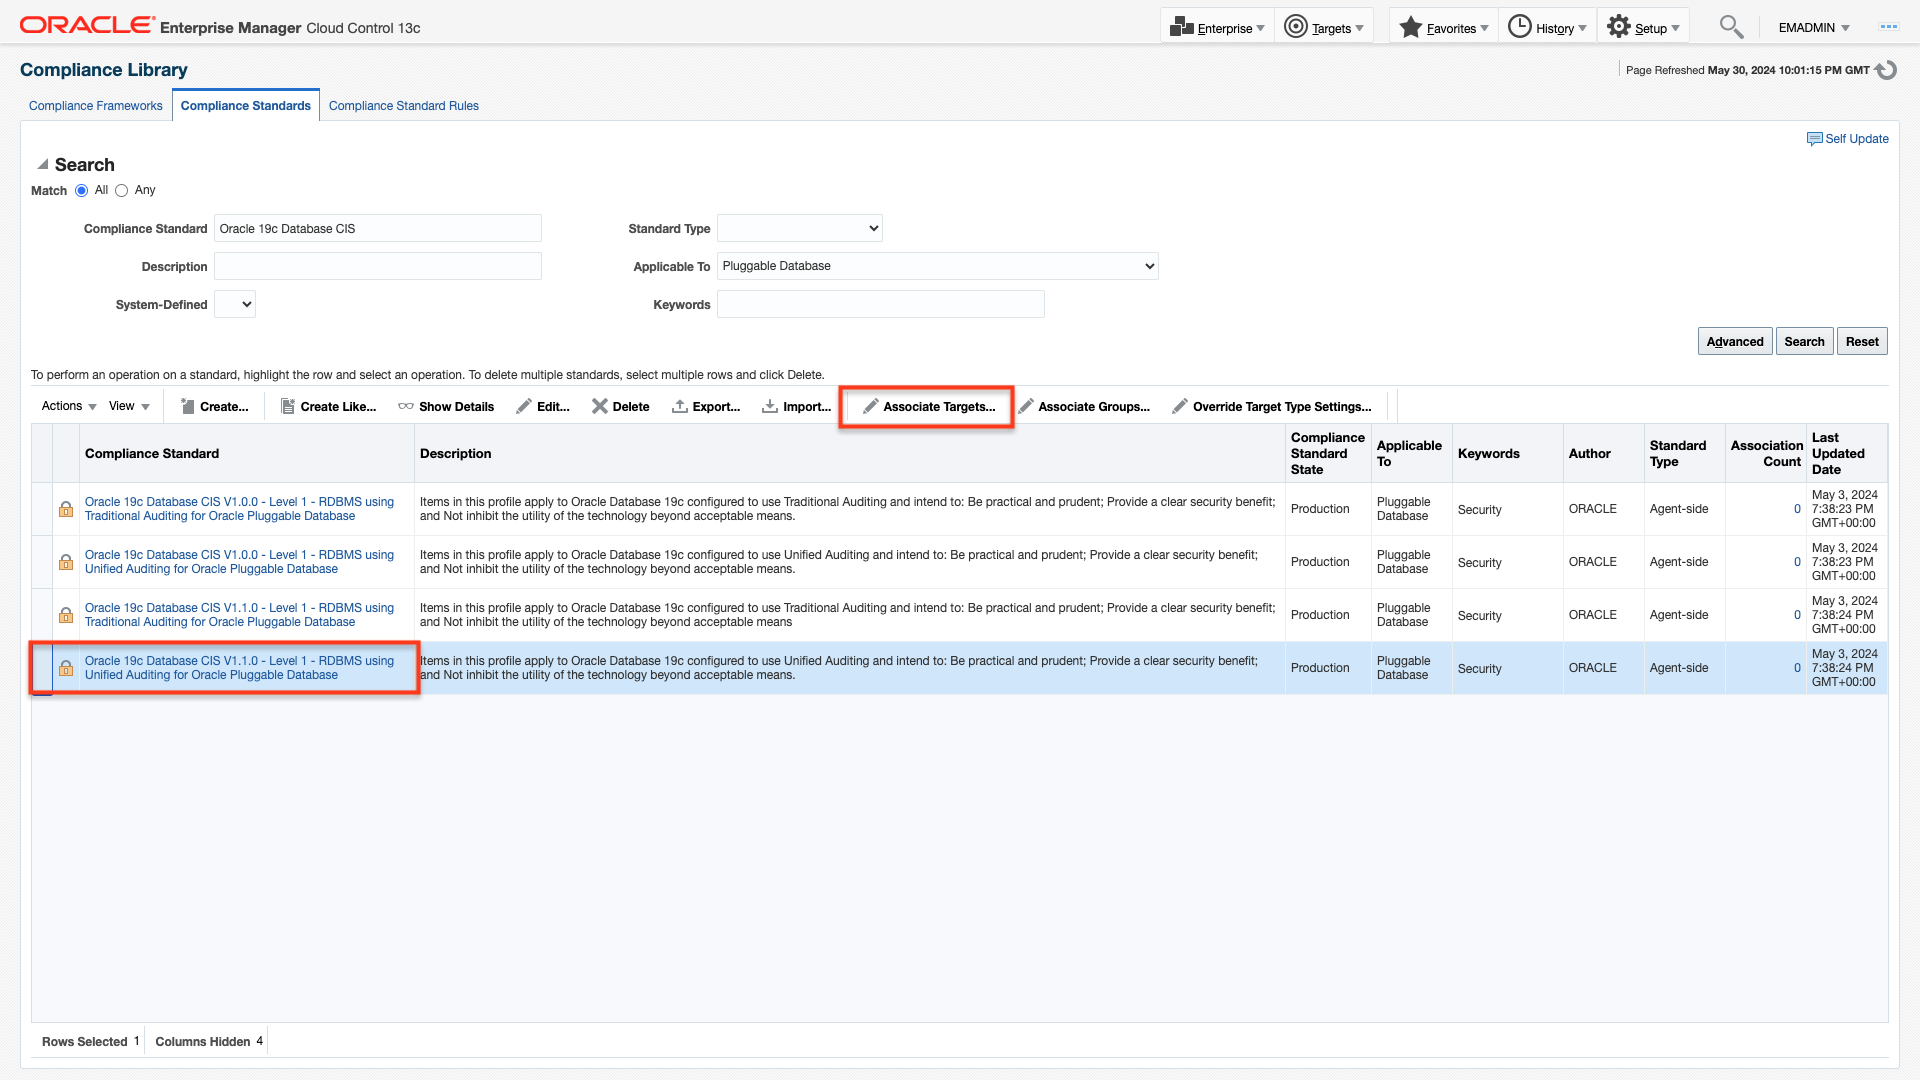 ORACLE Enterprise Manager Cloud Control 13c
Enterprise Targets Favorites History Setup EMADMIN
Compliance Library
Page Refreshed May 30, 2024 10:01:15 PM GMT
Compliance Frameworks Compliance Standards Compliance Standard Rules
Self Update
Search
Match All Any
Compliance Standard Oracle 19c Database CIS Standard Type
Description Applicable To Pluggable Database
System-Defined Keywords
Advanced Search Reset
To perform an operation on a standard, highlight the row and select an operation. To delete multiple standards, select multiple rows and click Delete.
Actions View Create... Create Like... Show Details Edit... Delete Export... Import... Associate Targets... Associate Groups... Override Target Type Settings...
Compliance Standard Description Compliance Standard State Applicable To Keywords Author Standard Type Association Count Last Updated Date
Oracle 19c Database CIS V1.0.0 - Level 1 - RDBMS using
Traditional Auditing for Oracle Pluggable Database
Items in this profile apply to Oracle Database 19c configured to use Traditional Auditing and intend to: Be practical and prudent; Provide a clear security benefit;
and Not inhibit the utility of the technology beyond acceptable means.
Production
Pluggable
Database
Security
ORACLE
Agent-side
0
May 3, 2024
7:38:23 PM
GMT+00:00
Oracle 19c Database CIS V1.0.0 - Level 1 - RDBMS using
Unified Auditing for Oracle Pluggable Database
Items in this profile apply to Oracle Database 19c configured to use Unified Auditing and intend to: Be practical and prudent; Provide a clear security benefit;
and Not inhibit the utility of the technology beyond acceptable means.
Production
Pluggable
Database
Security
ORACLE
Agent-side
0
May 3, 2024
7:38:23 PM
GMT+00:00
Oracle 19c Database CIS V1.1.0 - Level 1 - RDBMS using
Traditional Auditing for Oracle Pluggable Database
Items in this profile apply to Oracle Database 19c configured to use Traditional Auditing and intend to: Be practical and prudent; Provide a clear security benefit;
and Not inhibit the utility of the technology beyond acceptable means
Production
Pluggable
Database
Security
ORACLE
Agent-side
0
May 3, 2024
7:38:24 PM
GMT+00:00
Oracle 19c Database CIS V1.1.0 - Level 1 - RDBMS using
Unified Auditing for Oracle Pluggable Database
Items in this profile apply to Oracle Database 19c configured to use Unified Auditing and intend to: Be practical and prudent; Provide a clear security benefit;
and Not inhibit the utility of the technology beyond acceptable means.
Production
Pluggable
Database
Security
ORACLE
Agent-side
0
May 3, 2024
7:38:24 PM
GMT+00:00
Rows Selected 1 Columns Hidden 4